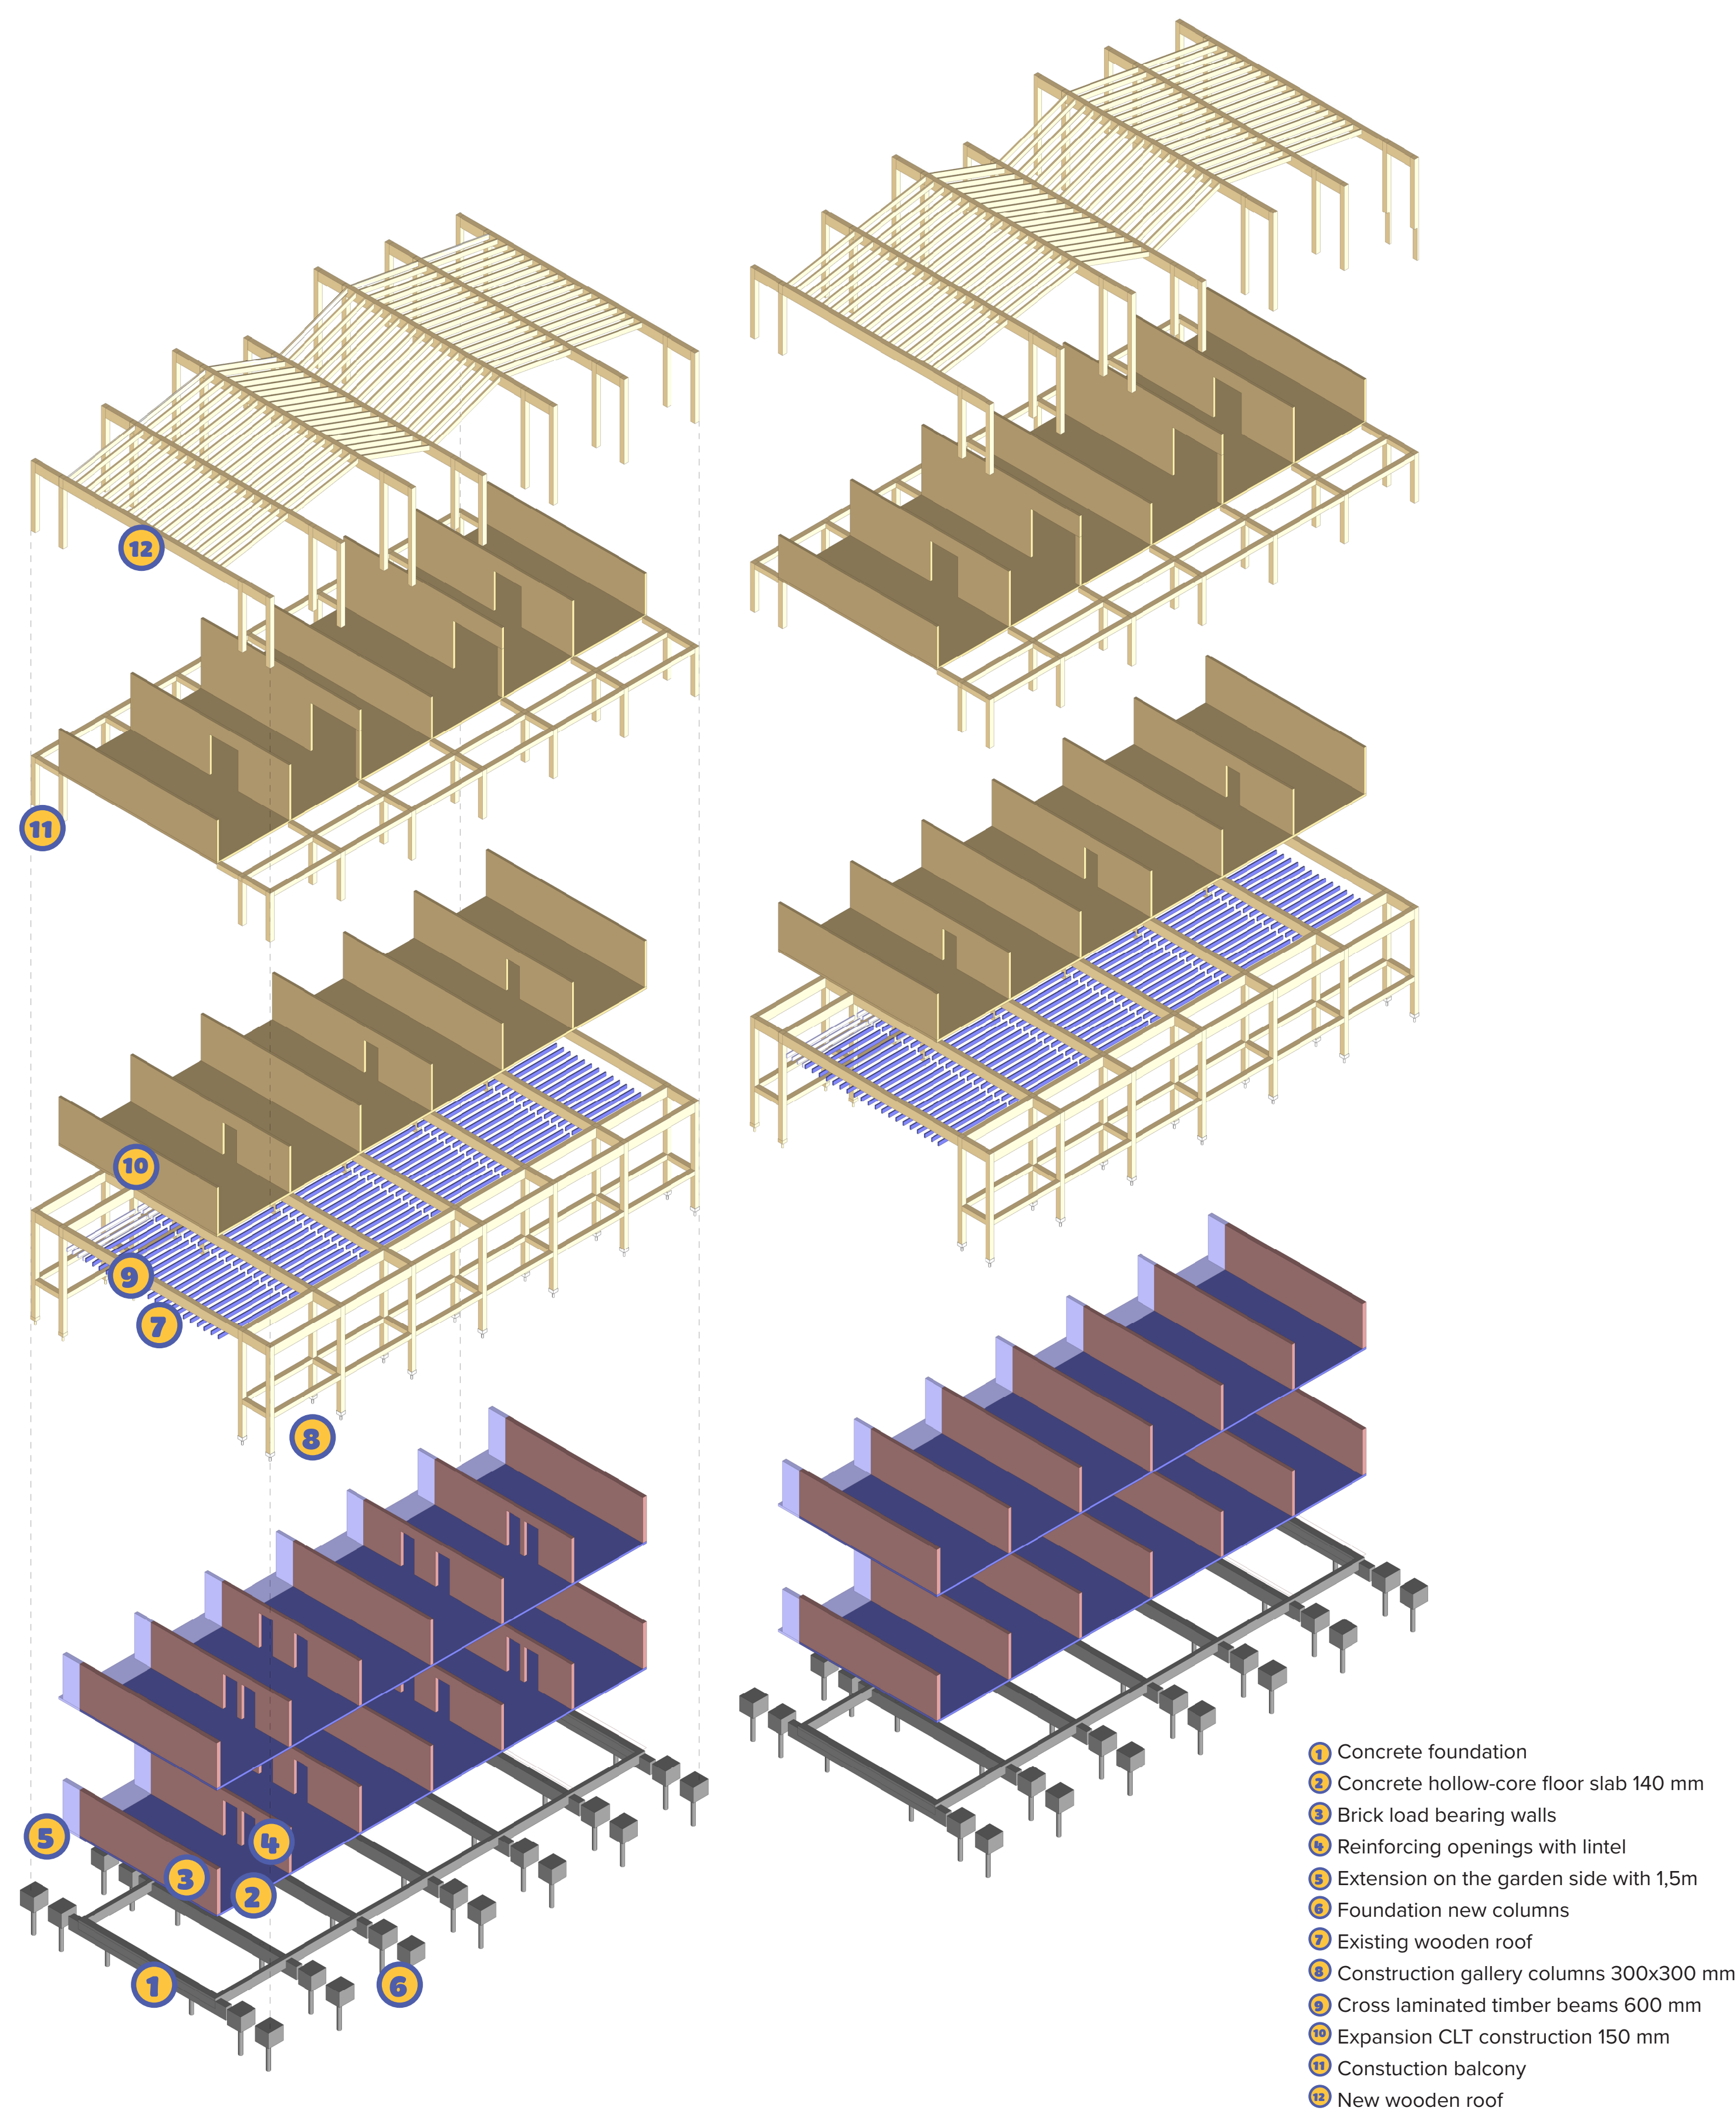 12
11
10
9
7
8
5
4
3
2
1
6
1 Concrete foundation
2 Concrete hollow-core floor slab 140 mm
3 Brick load bearing walls
4 Reinforcing openings with lintel
5 Extension on the garden side with 1,5m
6 Foundation new columns
7 Existing wooden roof
8 Construction gallery columns 300x300 mm
9 Cross laminated timber beams 600 mm
10 Expansion CLT construction 150 mm
11 Constuction balcony
12 New wooden roof